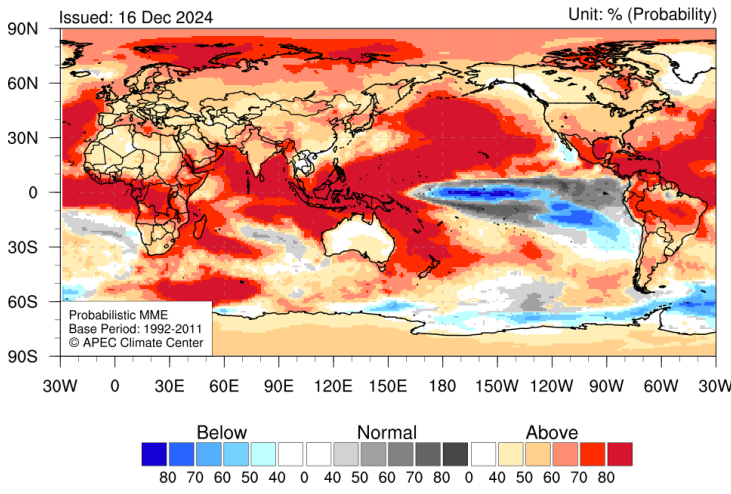 Issued: 16 Dec 2024
Unit: % (Probability)
90N
60N
30N
0
30S
60S
90S
Probabilistic MME
Base Period: 1992-2011
© APEC Climate Center
30W 0 30E 60E 90E 120E 150E 180 150W 120W 90W 60W 30W
Below Normal Above
80 70 60 50 40 0 40 50 60 70 80 0 40 50 60 70 80